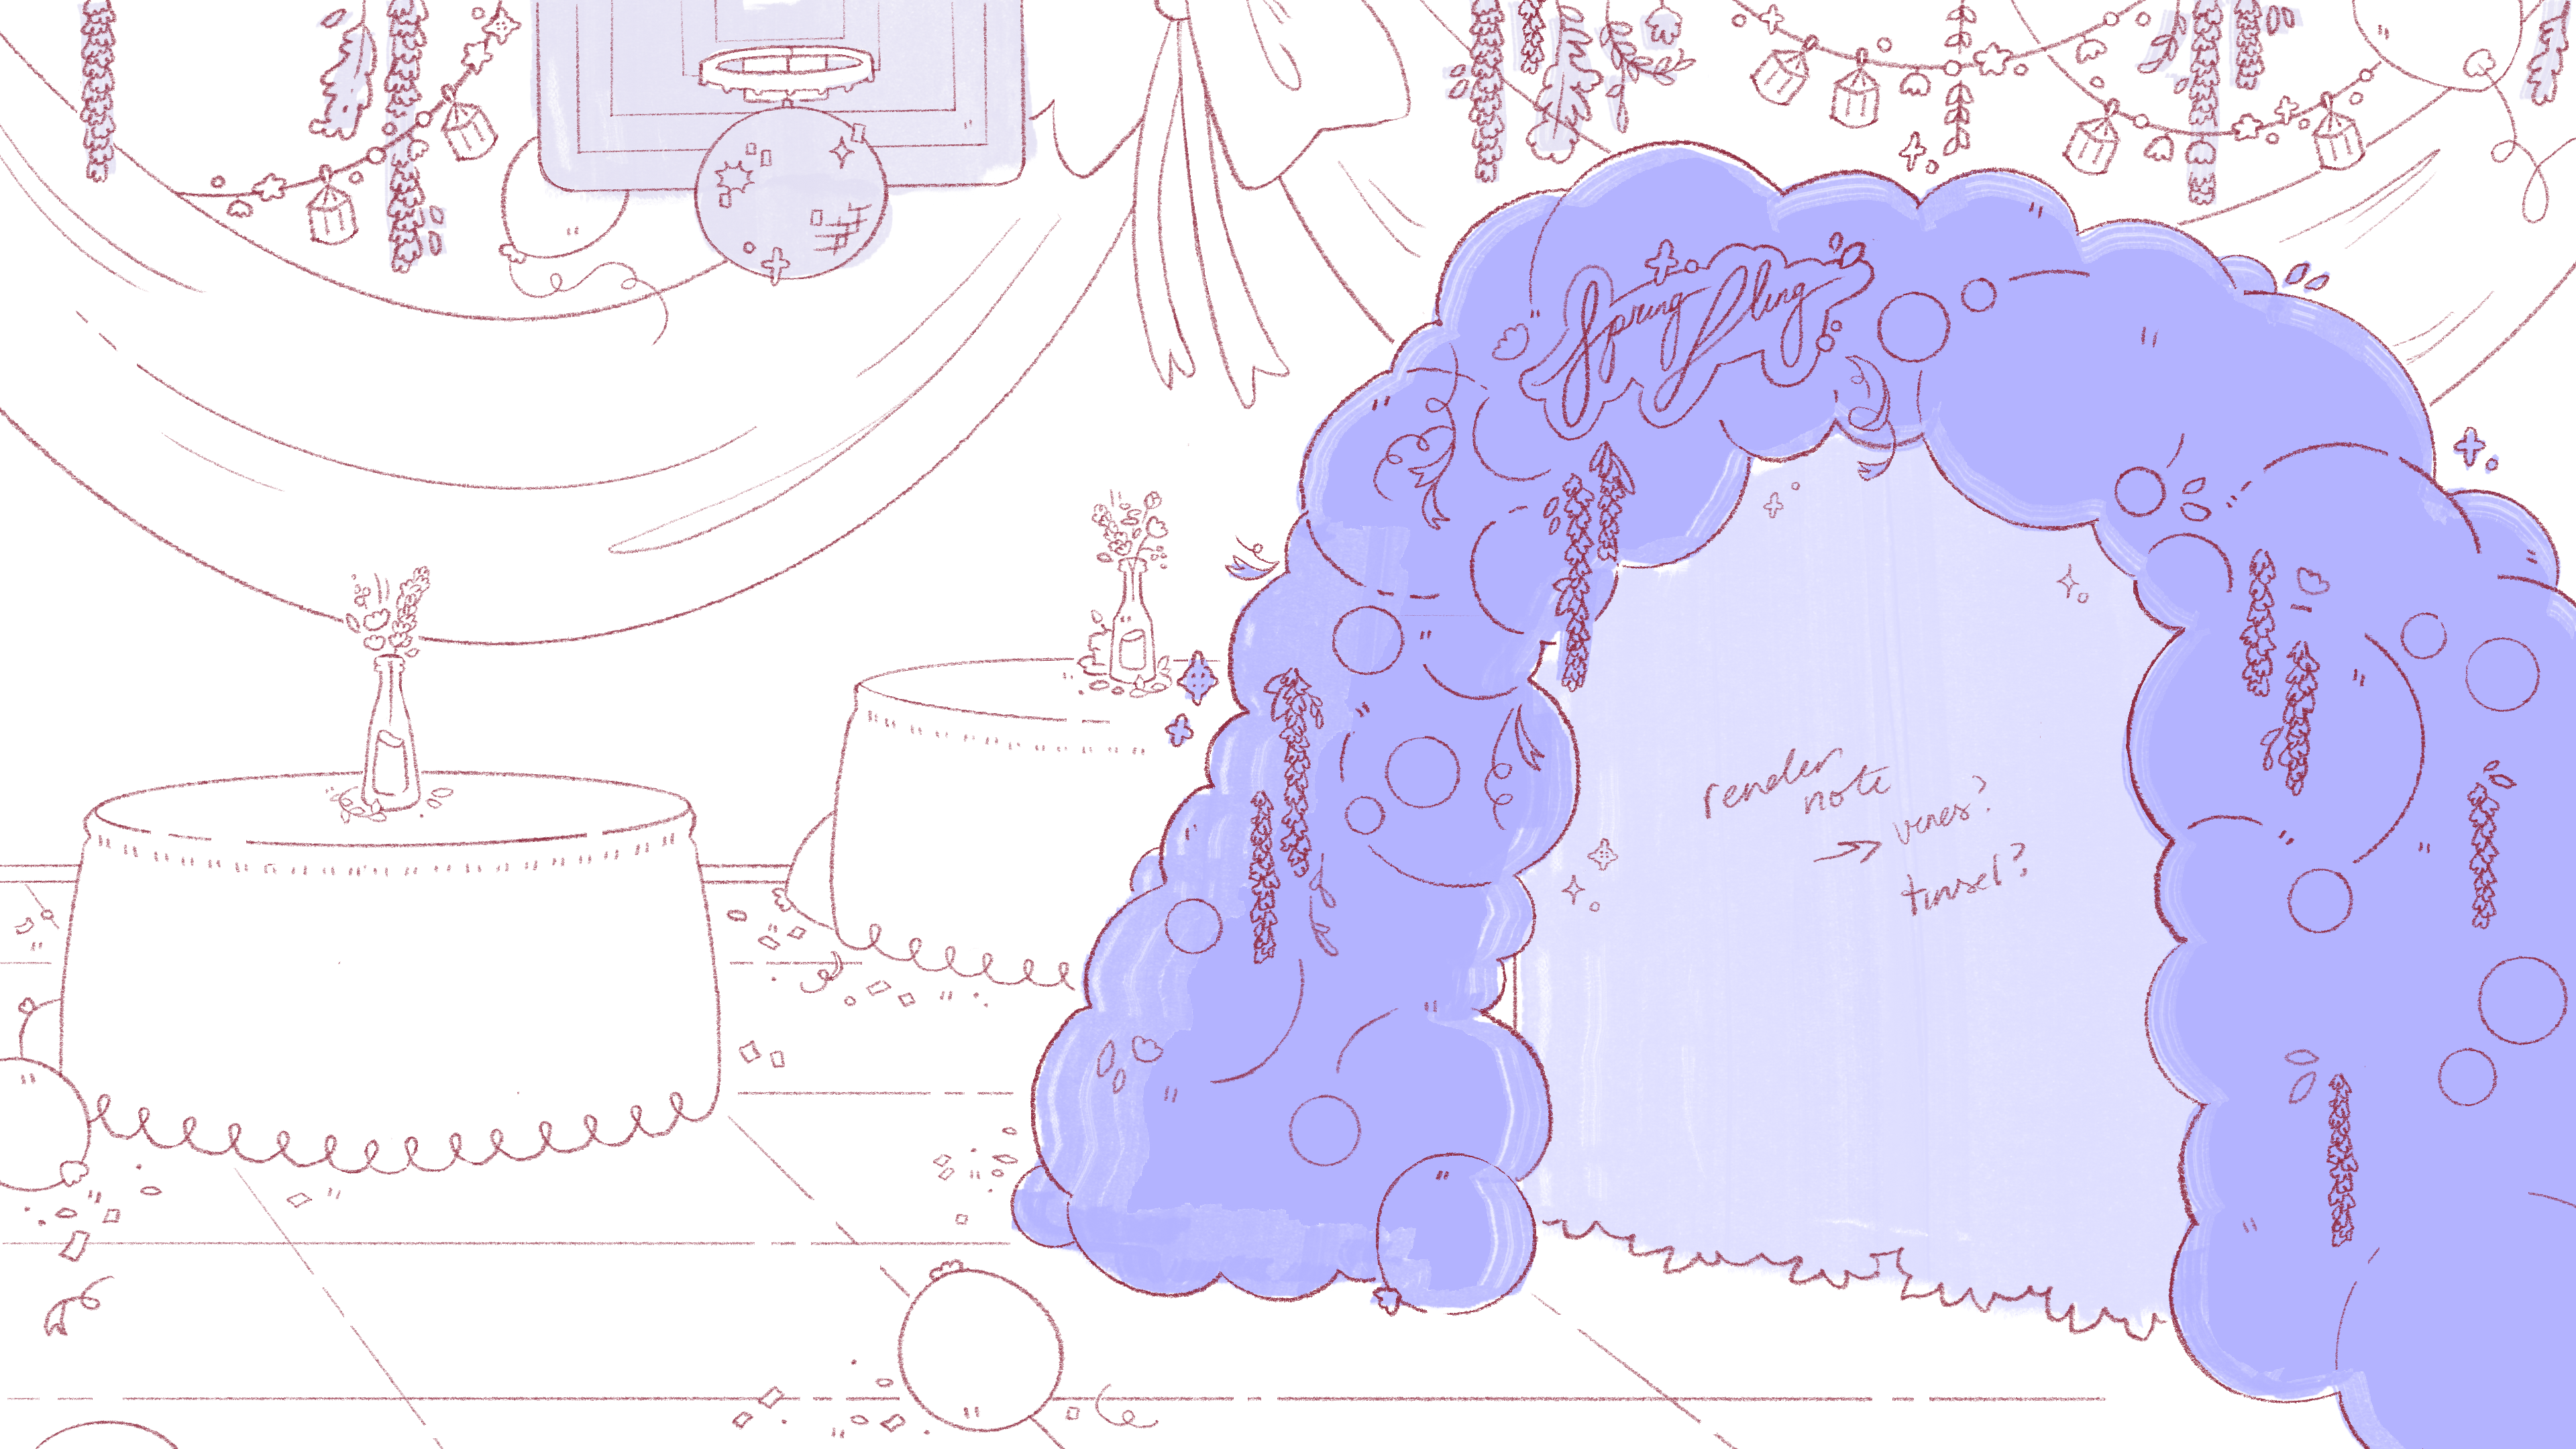 Spring Fling
render
note
→ vines?
tinsel?